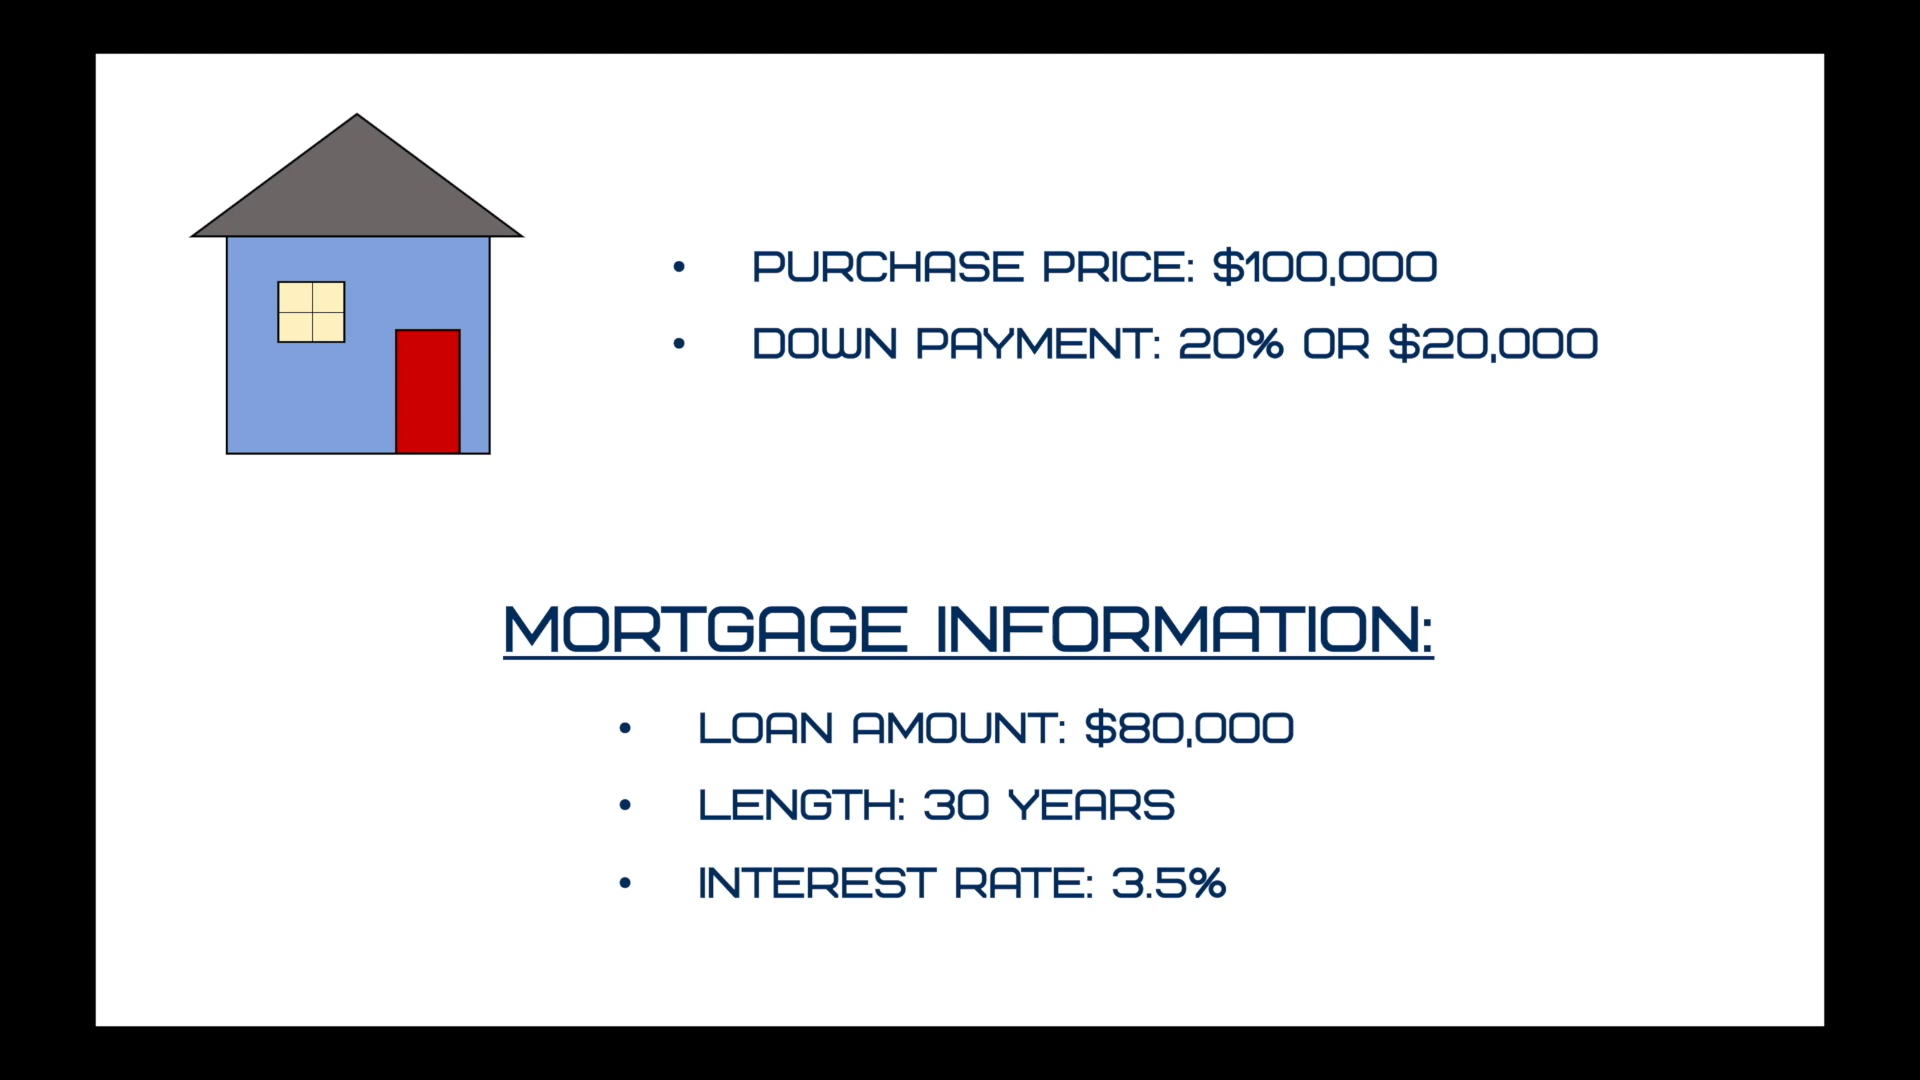 • PURCHASE PRICE: $100,000
• DOWN PAYMENT: 20% OR $20,000
MORTGAGE INFORMATION:
• LOAN AMOUNT: $80,000
• LENGTH: 30 YEARS
• INTEREST RATE: 3.5%